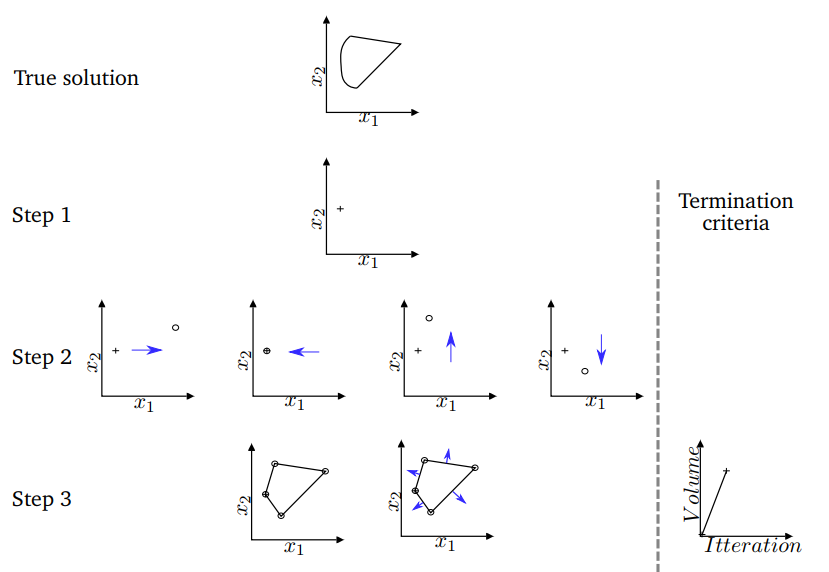 True solution
x2
x1
Step 1
x2
x1
Termination
criteria
Step 2
x2
x1
x2
x1
x2
x1
x2
x1
Step 3
x2
x1
x2
x1
Volume
Itteration